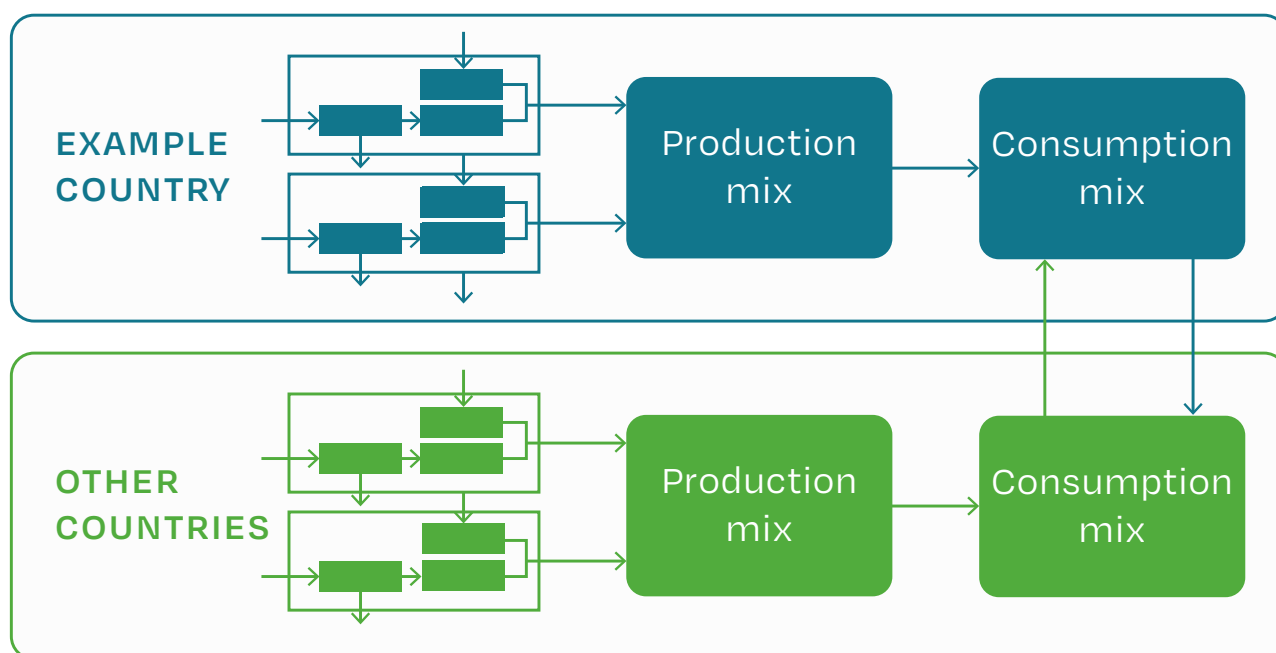 EXAMPLE
COUNTRY
Production
mix
Consumption
mix
OTHER
COUNTRIES
Production
mix
Consumption
mix